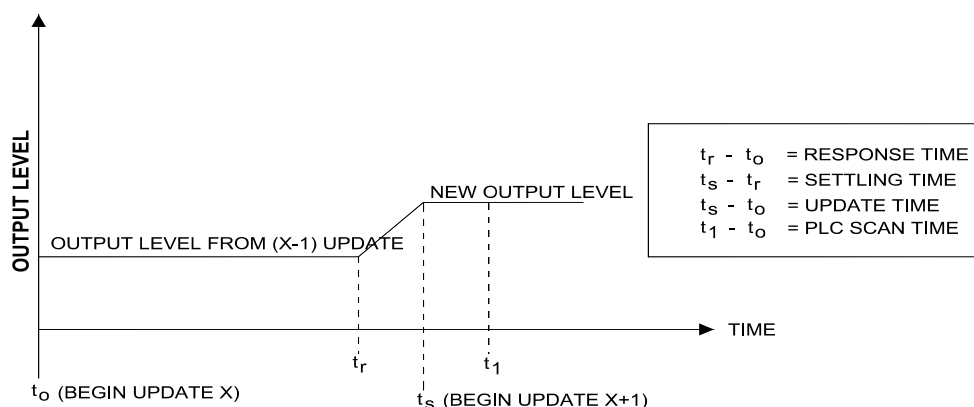 OUTPUT LEVEL
NEW OUTPUT LEVEL
OUTPUT LEVEL FROM (X-1) UPDATE
tr - to = RESPONSE TIME
ts - tr = SETTLING TIME
ts - to = UPDATE TIME
t1 - to = PLC SCAN TIME
TIME
tr
t1
to (BEGIN UPDATE X)
ts (BEGIN UPDATE X+1)